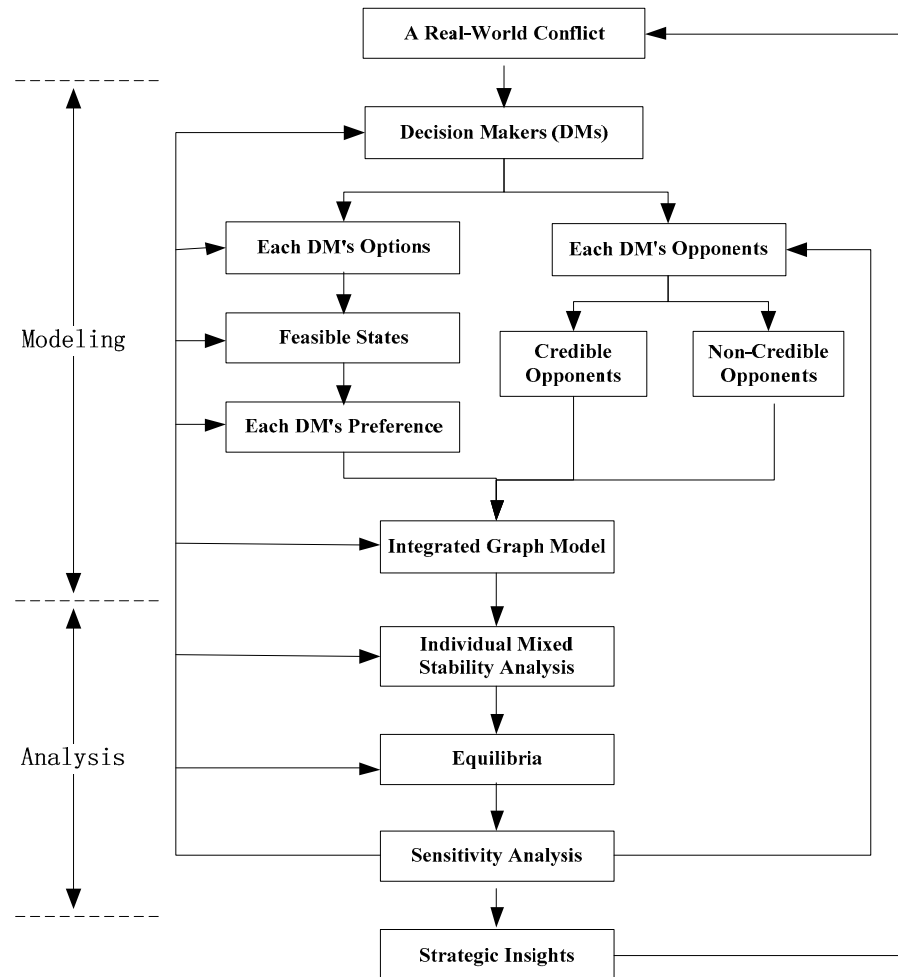 A Real-World Conflict
Decision Makers (DMs)
Each DM's Options
Each DM's Opponents
Modeling
Feasible States
Credible
Opponents
Non-Credible
Opponents
Each DM's Preference
Integrated Graph Model
Individual Mixed
Stability Analysis
Analysis
Equilibria
Sensitivity Analysis
Strategic Insights